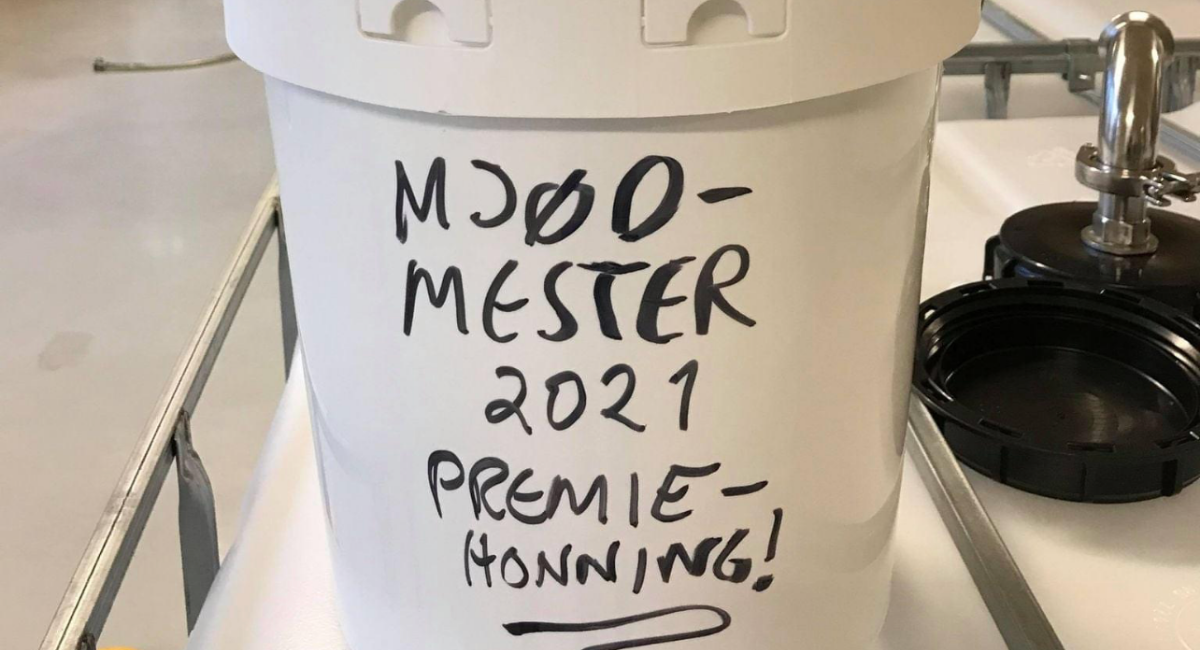 MJØD-
MESTER
2021
PREMIE-
HONNING!